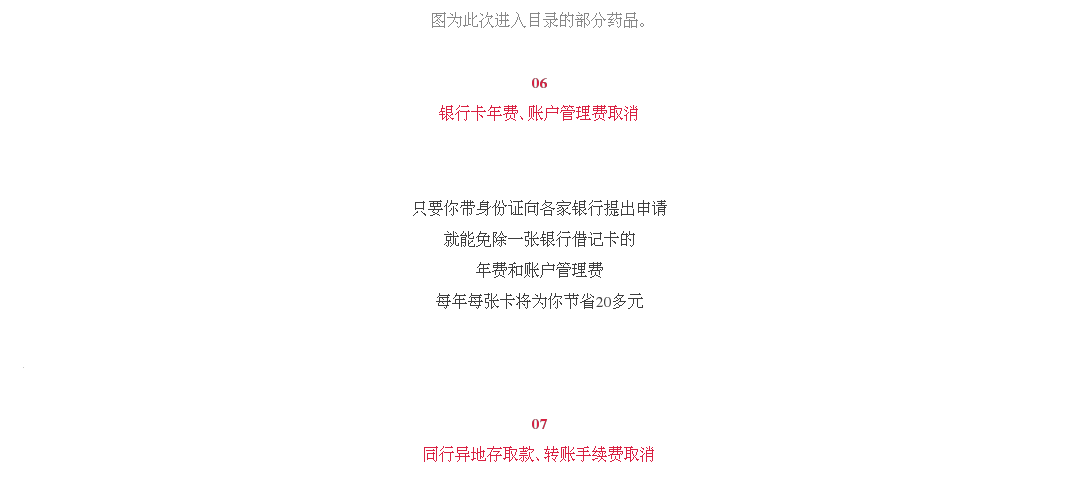 图为此次进入目录的部分药品。
06
银行卡年费、账户管理费取消
只要你带身份证向各家银行提出申请
就能免除一张银行借记卡的
年费和账户管理费
每年每张卡将为你节省20多元
07
同行异地存取款、转账手续费取消